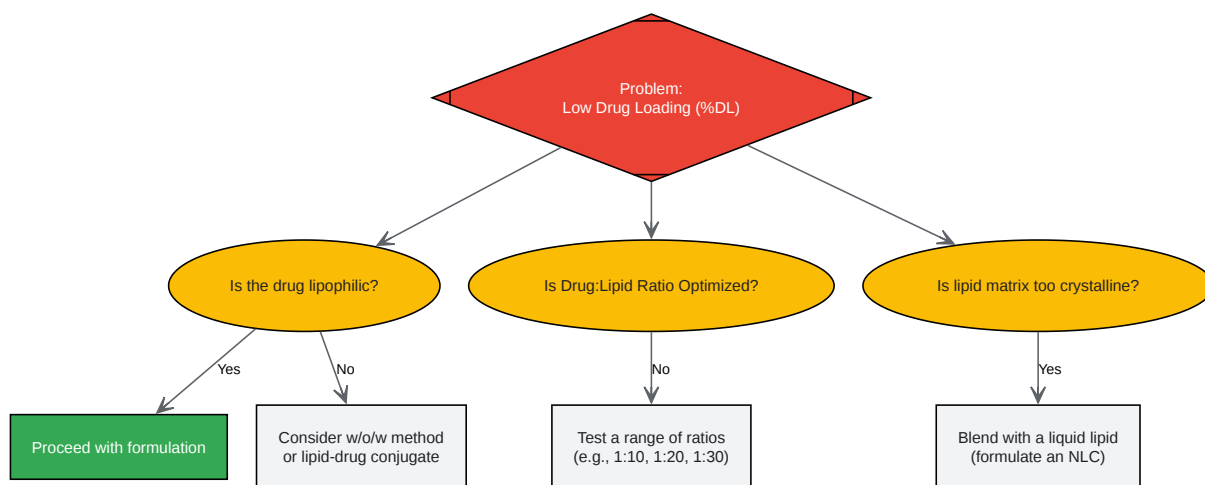 Problem:
Low Drug Loading (%DL)
Is the drug lipophilic?
Is Drug:Lipid Ratio Optimized?
Is lipid matrix too crystalline?
Yes
No
No
Yes
Proceed with formulation
Consider w/o/w method
or lipid-drug conjugate
Test a range of ratios
(e.g., 1:10, 1:20, 1:30)
Blend with a liquid lipid
(formulate an NLC)